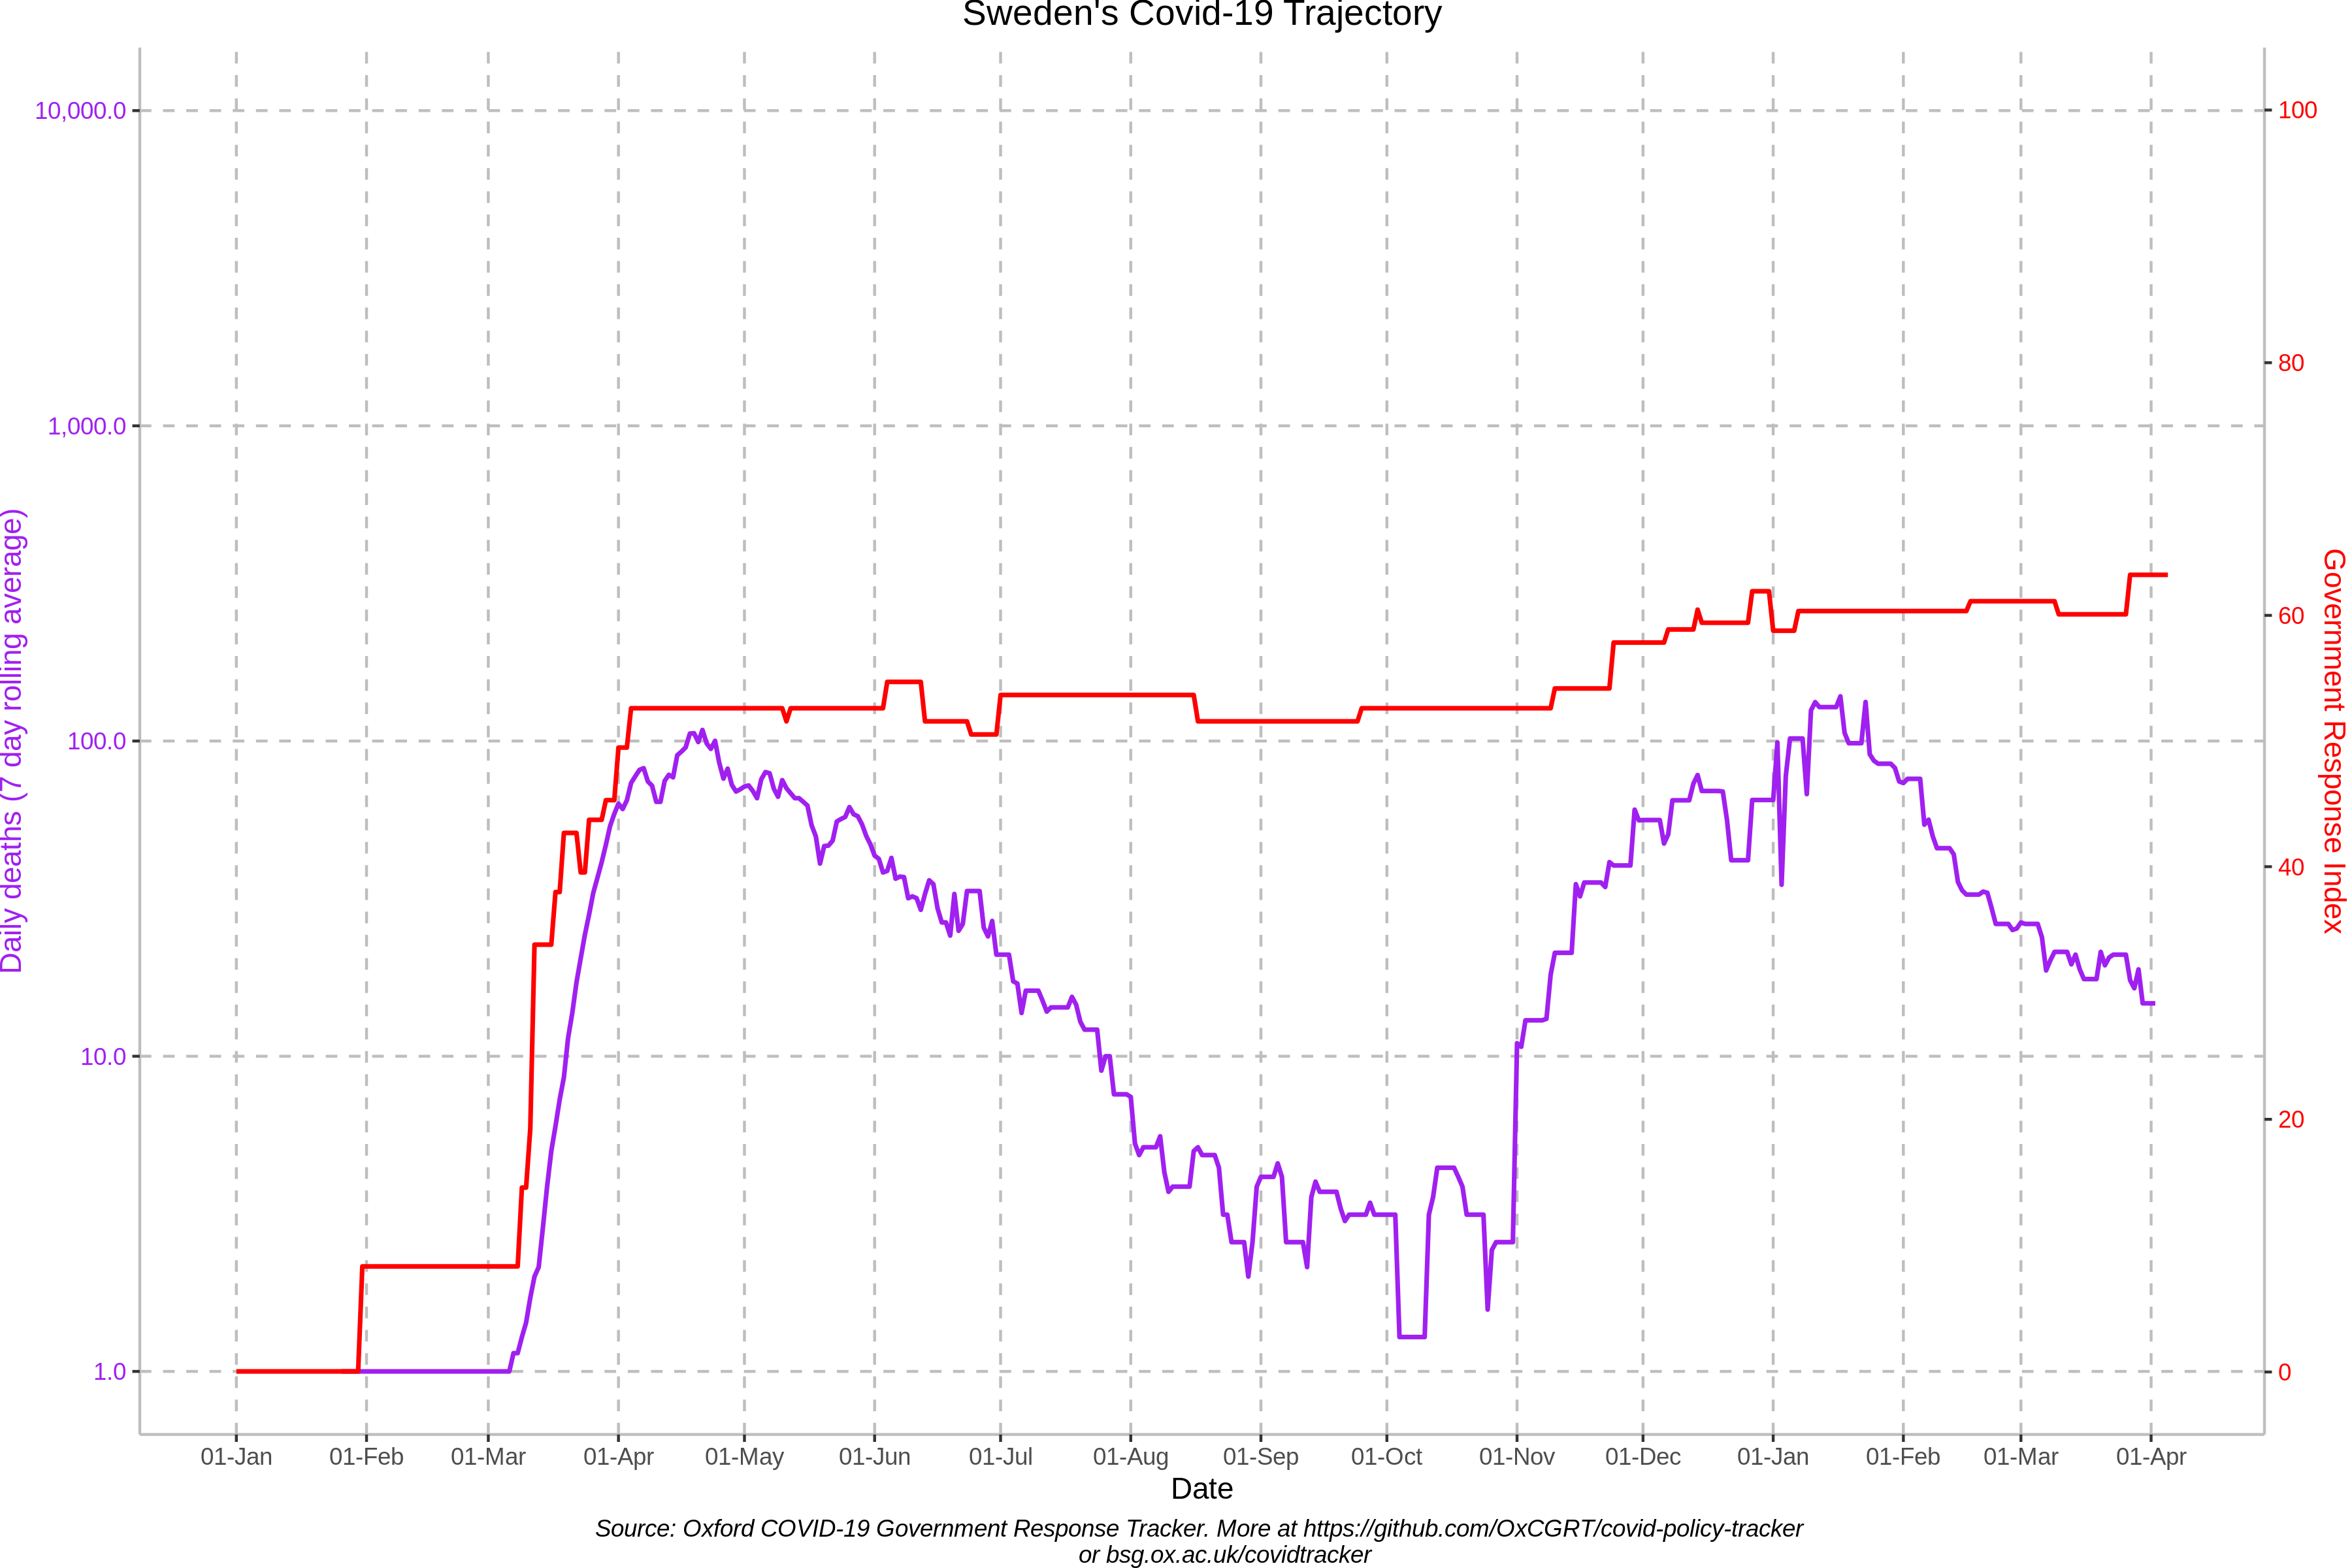 Sweden's Covid-19 Trajectory
10,000.0
1,000.0
100.0
10.0
1.0
Daily deaths (7 day rolling average)
100
80
60
40
20
0
Government Response Index
01-Jan 01-Feb 01-Mar 01-Apr 01-May 01-Jun 01-Jul 01-Aug 01-Sep 01-Oct 01-Nov 01-Dec 01-Jan 01-Feb 01-Mar 01-Apr
Date
Source: Oxford COVID-19 Government Response Tracker. More at https://github.com/OxCGRT/covid-policy-tracker
or bsg.ox.ac.uk/covidtracker